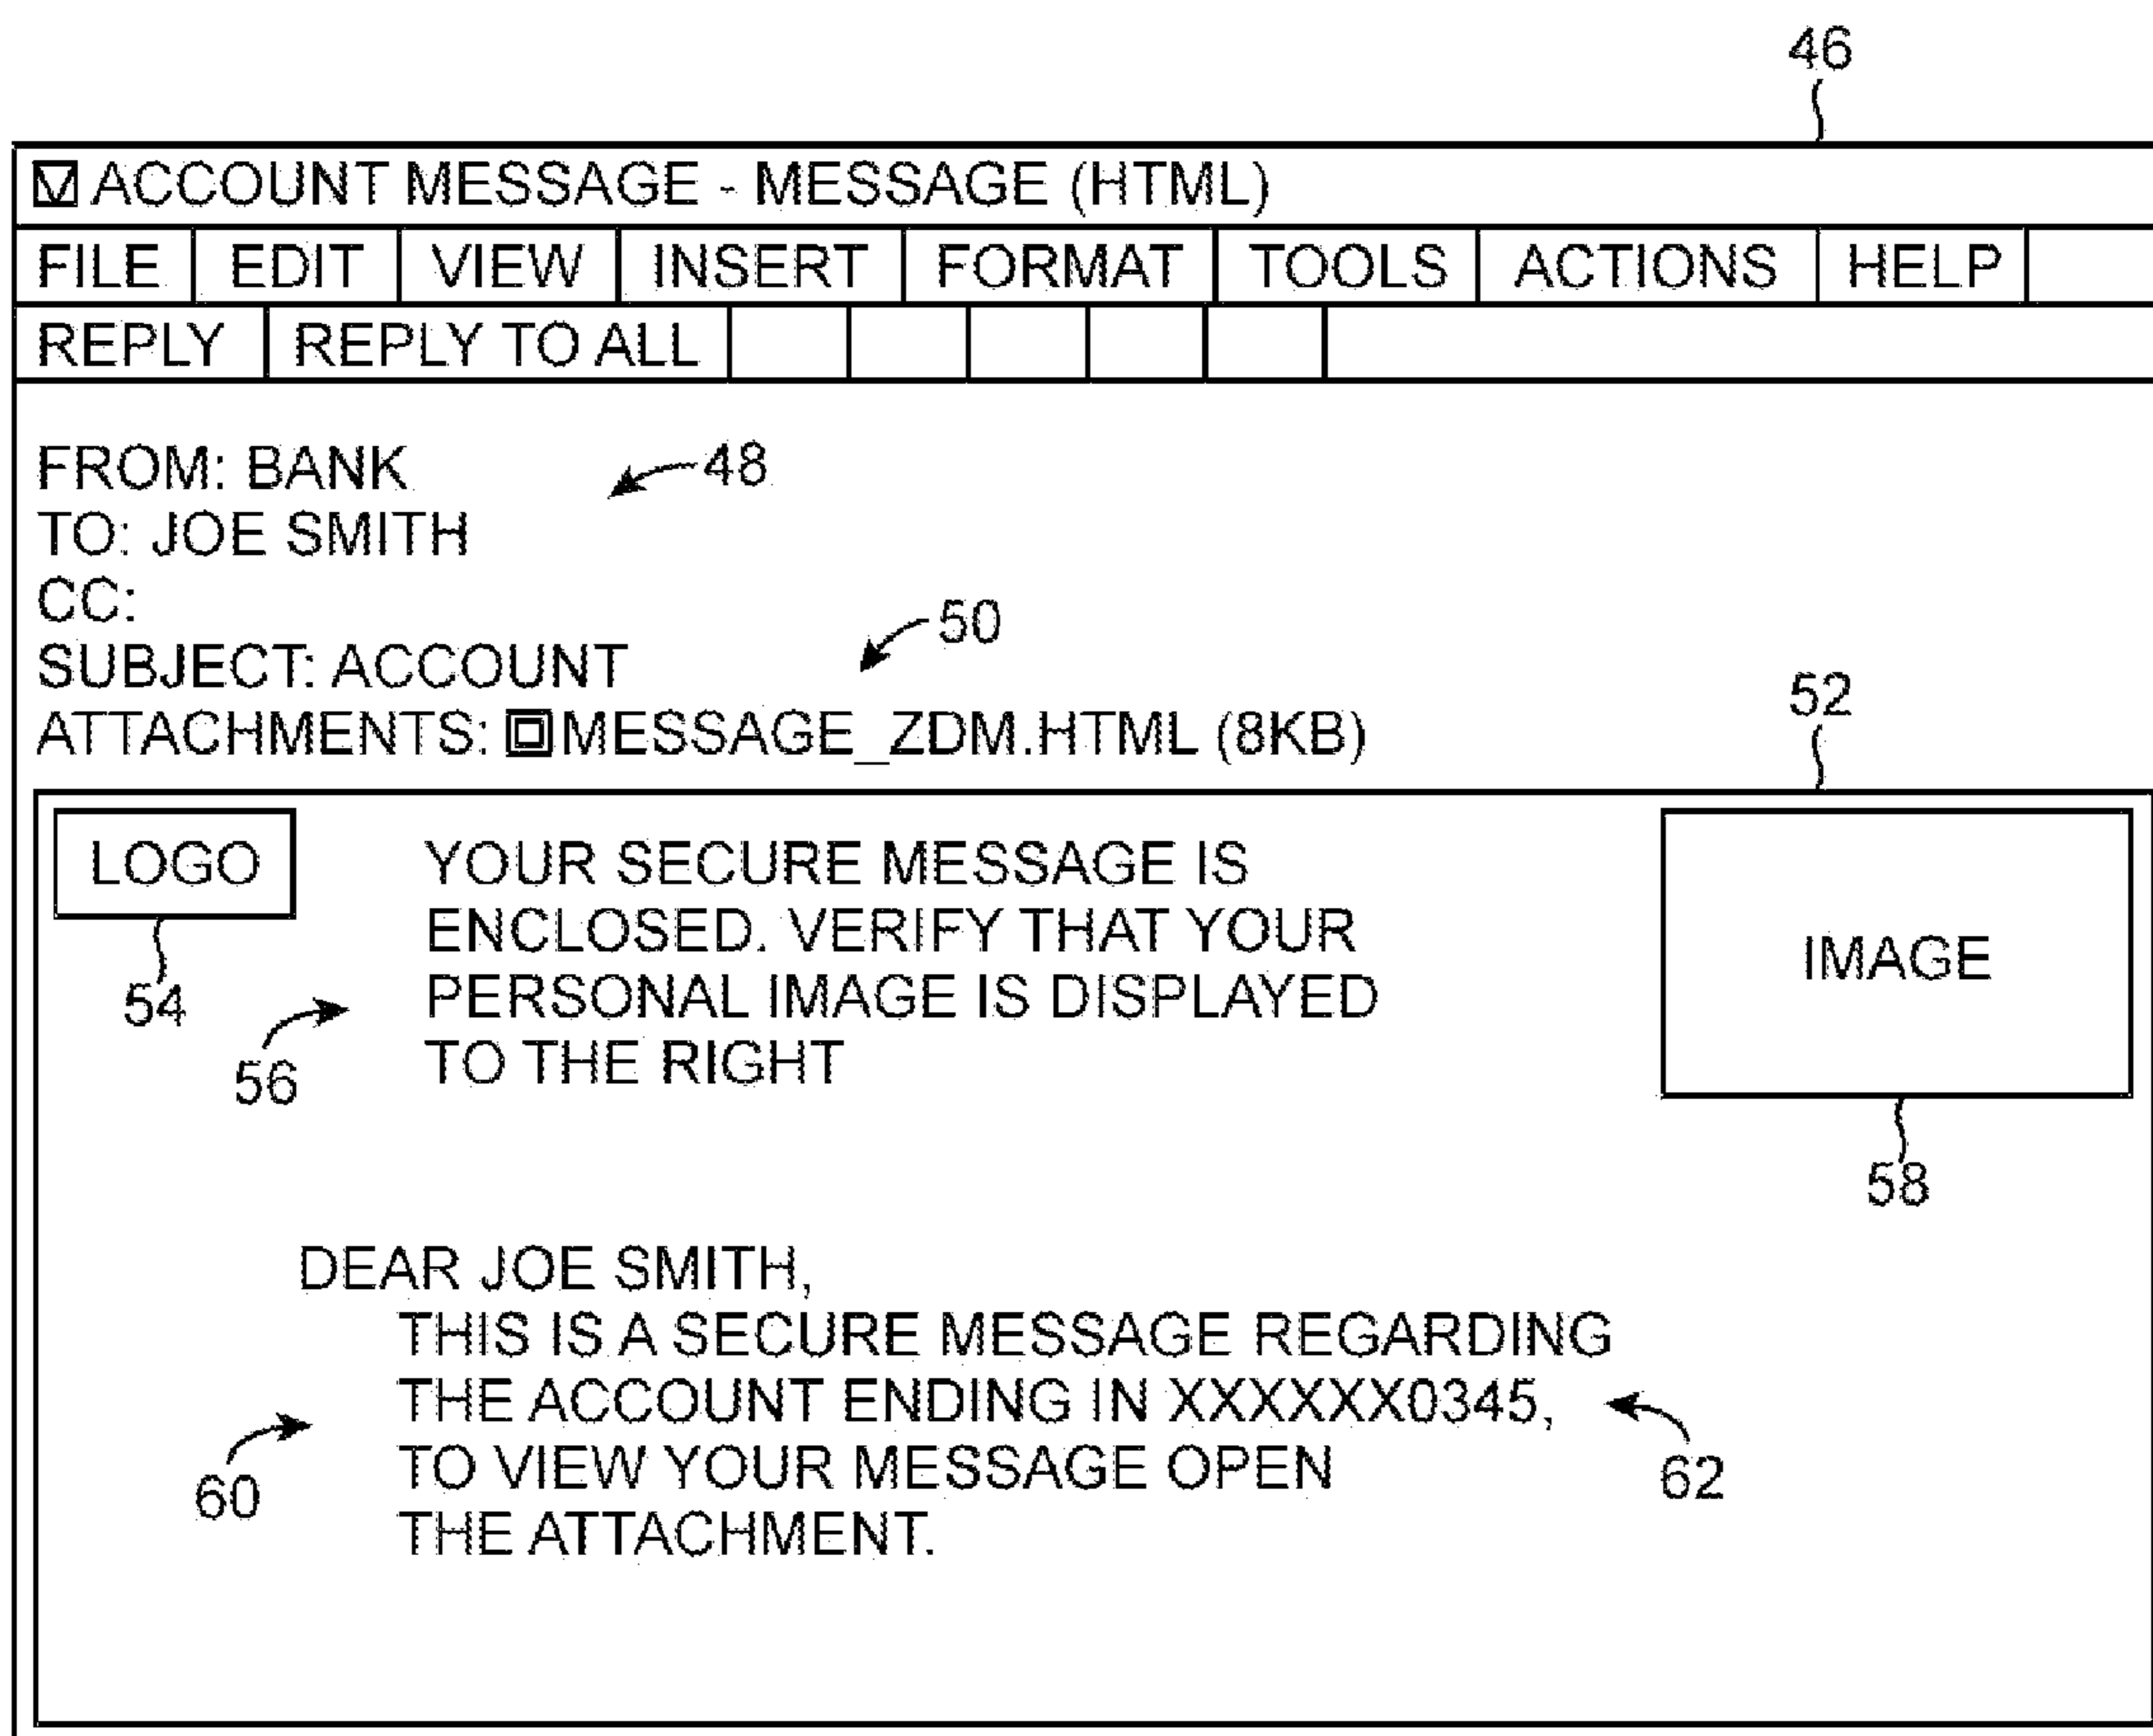 46
ACCOUNT MESSAGE - MESSAGE (HTML)
FILE EDIT VIEW INSERT FORMAT TOOLS ACTIONS HELP
REPLY REPLY TO ALL
FROM: BANK
48
TO: JOE SMITH
CC:
50
SUBJECT: ACCOUNT
52
ATTACHMENTS: MESSAGE_ZDM.HTML (8KB)
LOGO
54
YOUR SECURE MESSAGE IS
ENCLOSED. VERIFY THAT YOUR
PERSONAL IMAGE IS DISPLAYED
TO THE RIGHT
56
IMAGE
58
DEAR JOE SMITH,
THIS IS A SECURE MESSAGE REGARDING
THE ACCOUNT ENDING IN XXXXXX0345,
TO VIEW YOUR MESSAGE OPEN
THE ATTACHMENT.
60
62